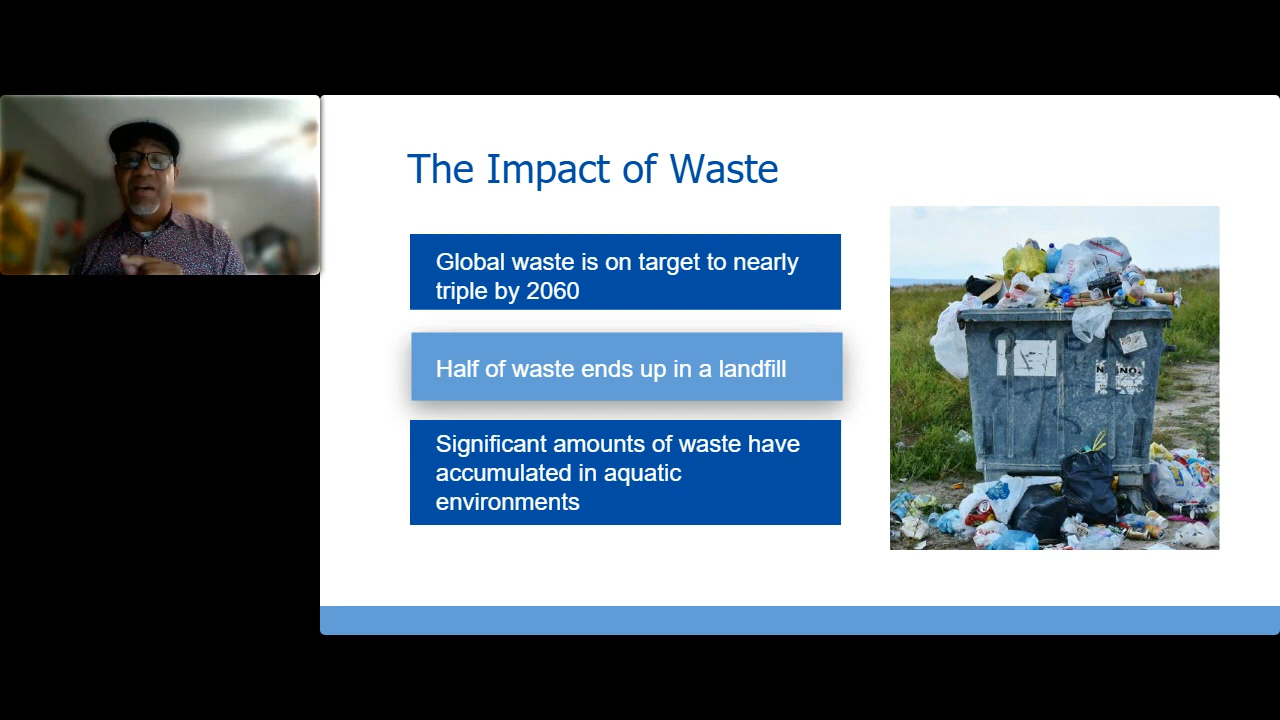 The Impact of Waste
Global waste is on target to nearly
triple by 2060
Half of waste ends up in a landfill
Significant amounts of waste have
accumulated in aquatic
environments